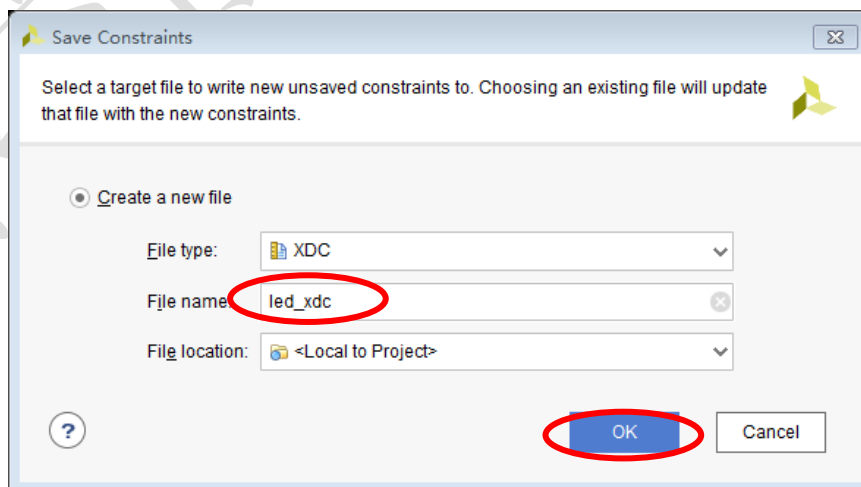 Save Constraints
Select a target file to write new unsaved constraints to. Choosing an existing file will update
that file with the new constraints.
Create a new file
File type: XDC
File name: led_xdc
File location: <Local to Project>
? OK Cancel